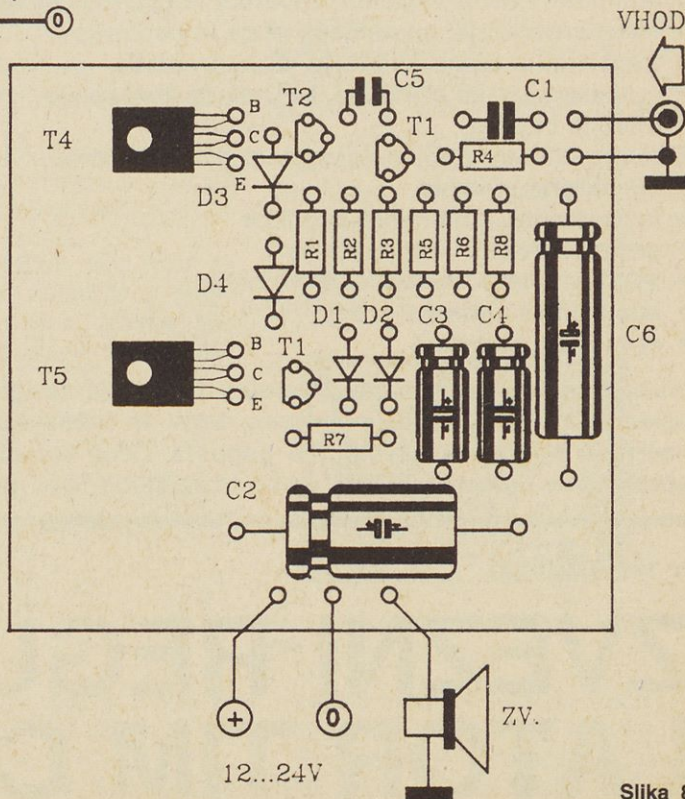 0
VHOD
C5
C1
T2
T1
T4
B
C
E
R4
D3
R1
R2
R3
R5
R6
R8
D4
D1
D2
C3
C4
C6
T5
B
C
E
T1
+
+
+
R7
C2
+
+
0
ZV.
12...24V
Slika 8